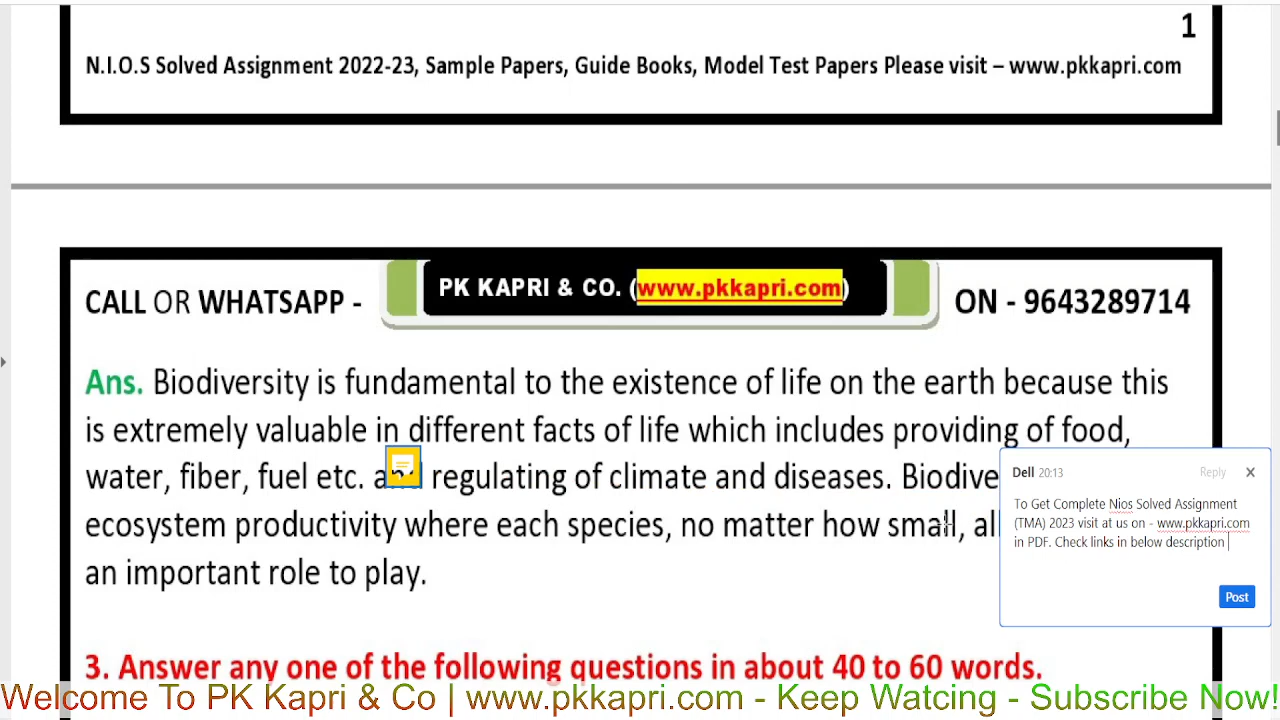 1
N.I.O.S Solved Assignment 2022-23, Sample Papers, Guide Books, Model Test Papers Please visit – www.pkkapri.com
CALL OR WHATSAPP - PK KAPRI & CO. (www.pkkapri.com) ON - 9643289714
Ans. Biodiversity is fundamental to the existence of life on the earth because this
is extremely valuable in different facts of life which includes providing of food,
water, fiber, fuel etc. and regulating of climate and diseases. Biodive
ecosystem productivity where each species, no matter how small, al
an important role to play.
Dell 20:13 Reply
To Get Complete Nios Solved Assignment
(TMA) 2023 visit at us on - www.pkkapri.com
in PDF. Check links in below description
Post
3. Answer any one of the following questions in about 40 to 60 words.
Welcome To PK Kapri & Co | www.pkkapri.com - Keep Watcing - Subscribe Now!